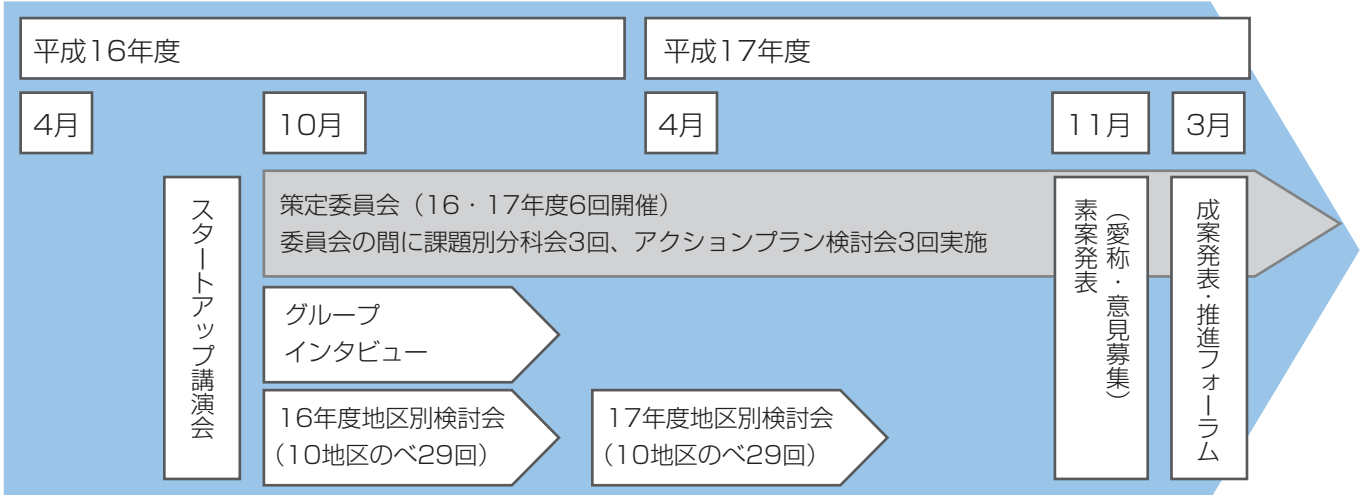 平成16年度
平成17年度
4月
10月
4月
11月
3月
スタートアップ講演会
策定委員会（16・17年度6回開催）
委員会の間に課題別分科会3回、アクションプラン検討会3回実施
グループ
インタビュー
16年度地区別検討会
（10地区のべ29回）
17年度地区別検討会
（10地区のべ29回）
（愛称・意見募集）
素案発表
成案発表・推進フォーラム